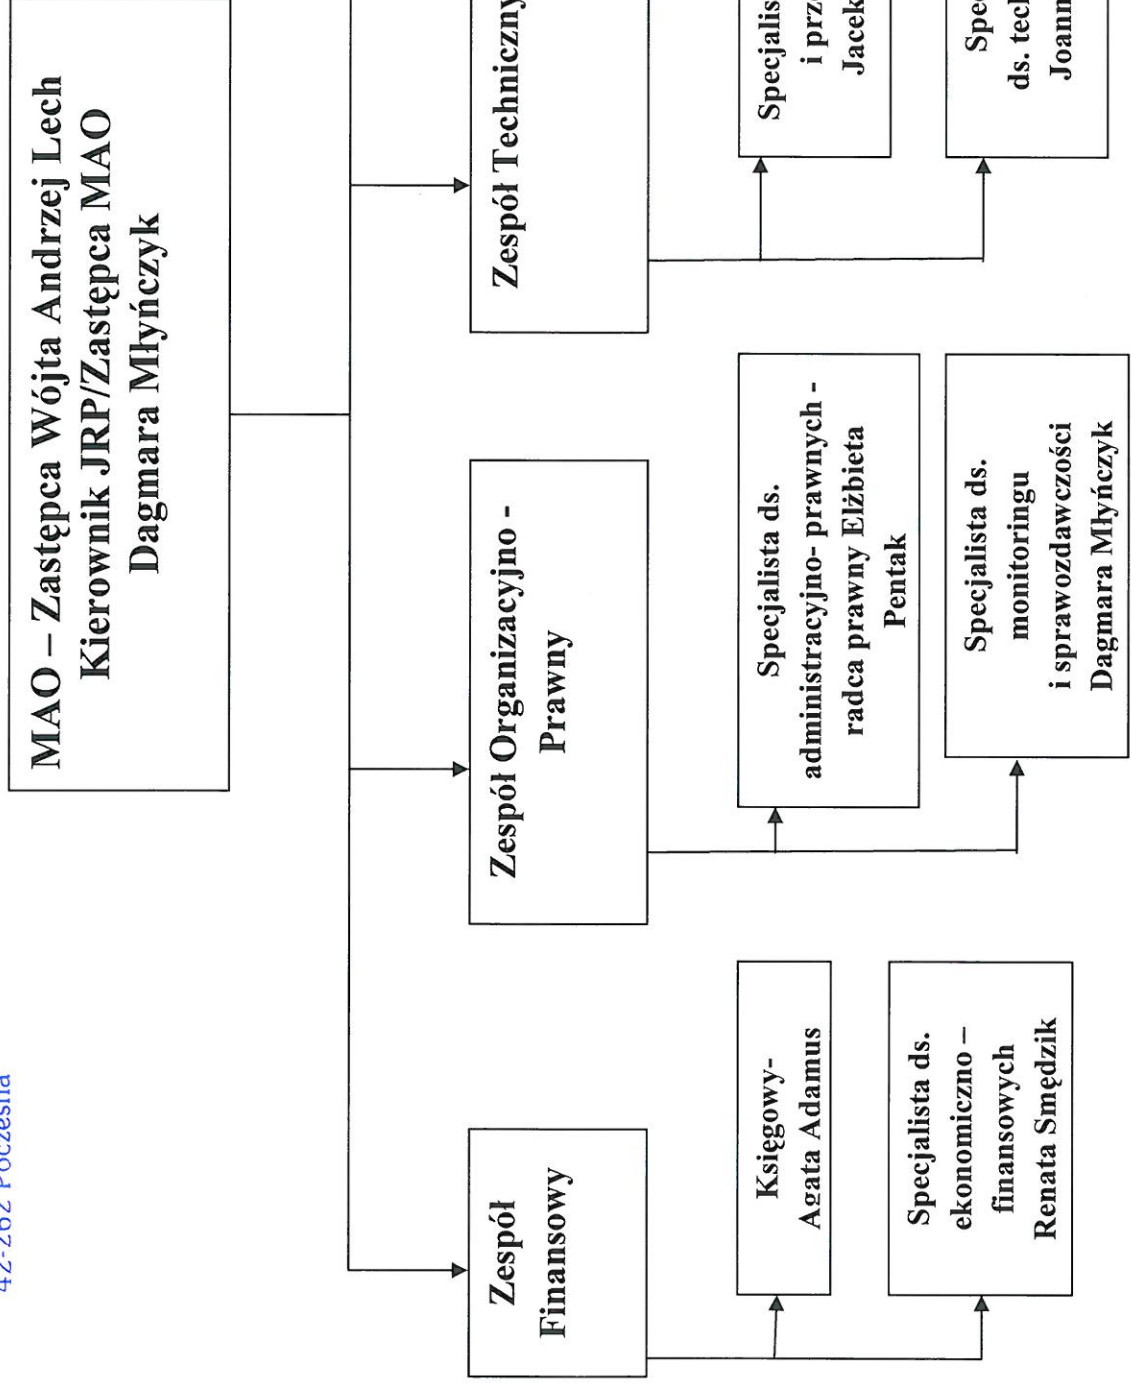 42-262 Poczesna
MAO – Zastępca Wójta Andrzej Lech
Kierownik JRP/Zastępca MAO
Dagmara Młyńczyk
Zespół
Finansowy
Zespół Organizacyjno -
Prawny
Zespół Techniczny
Księgowy-
Agata Adamus
Specjalista ds.
ekonomiczno –
finansowych
Renata Smędzik
Specjalista ds.
administracyjno- prawnych -
radca prawny Elżbieta
Pentak
Specjalista ds.
monitoringu
i sprawozdawczości
Dagmara Młyńczyk
Specjalis
i prz
Jacek
Spe
ds. tec
Joann